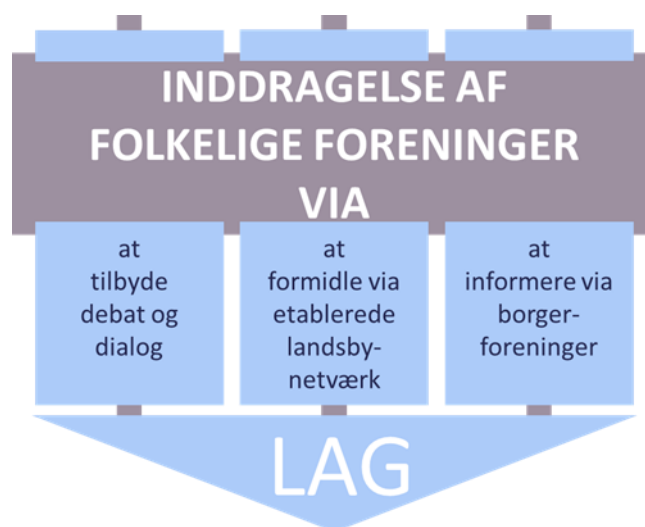 INDDRAGELSE AF
FOLKELIGE FORENINGER
VIA
at
tilbyde
debat og
dialog
at
formidle via
etablerede
landsby-
netværk
at
informere via
borger-
foreninger
LAG